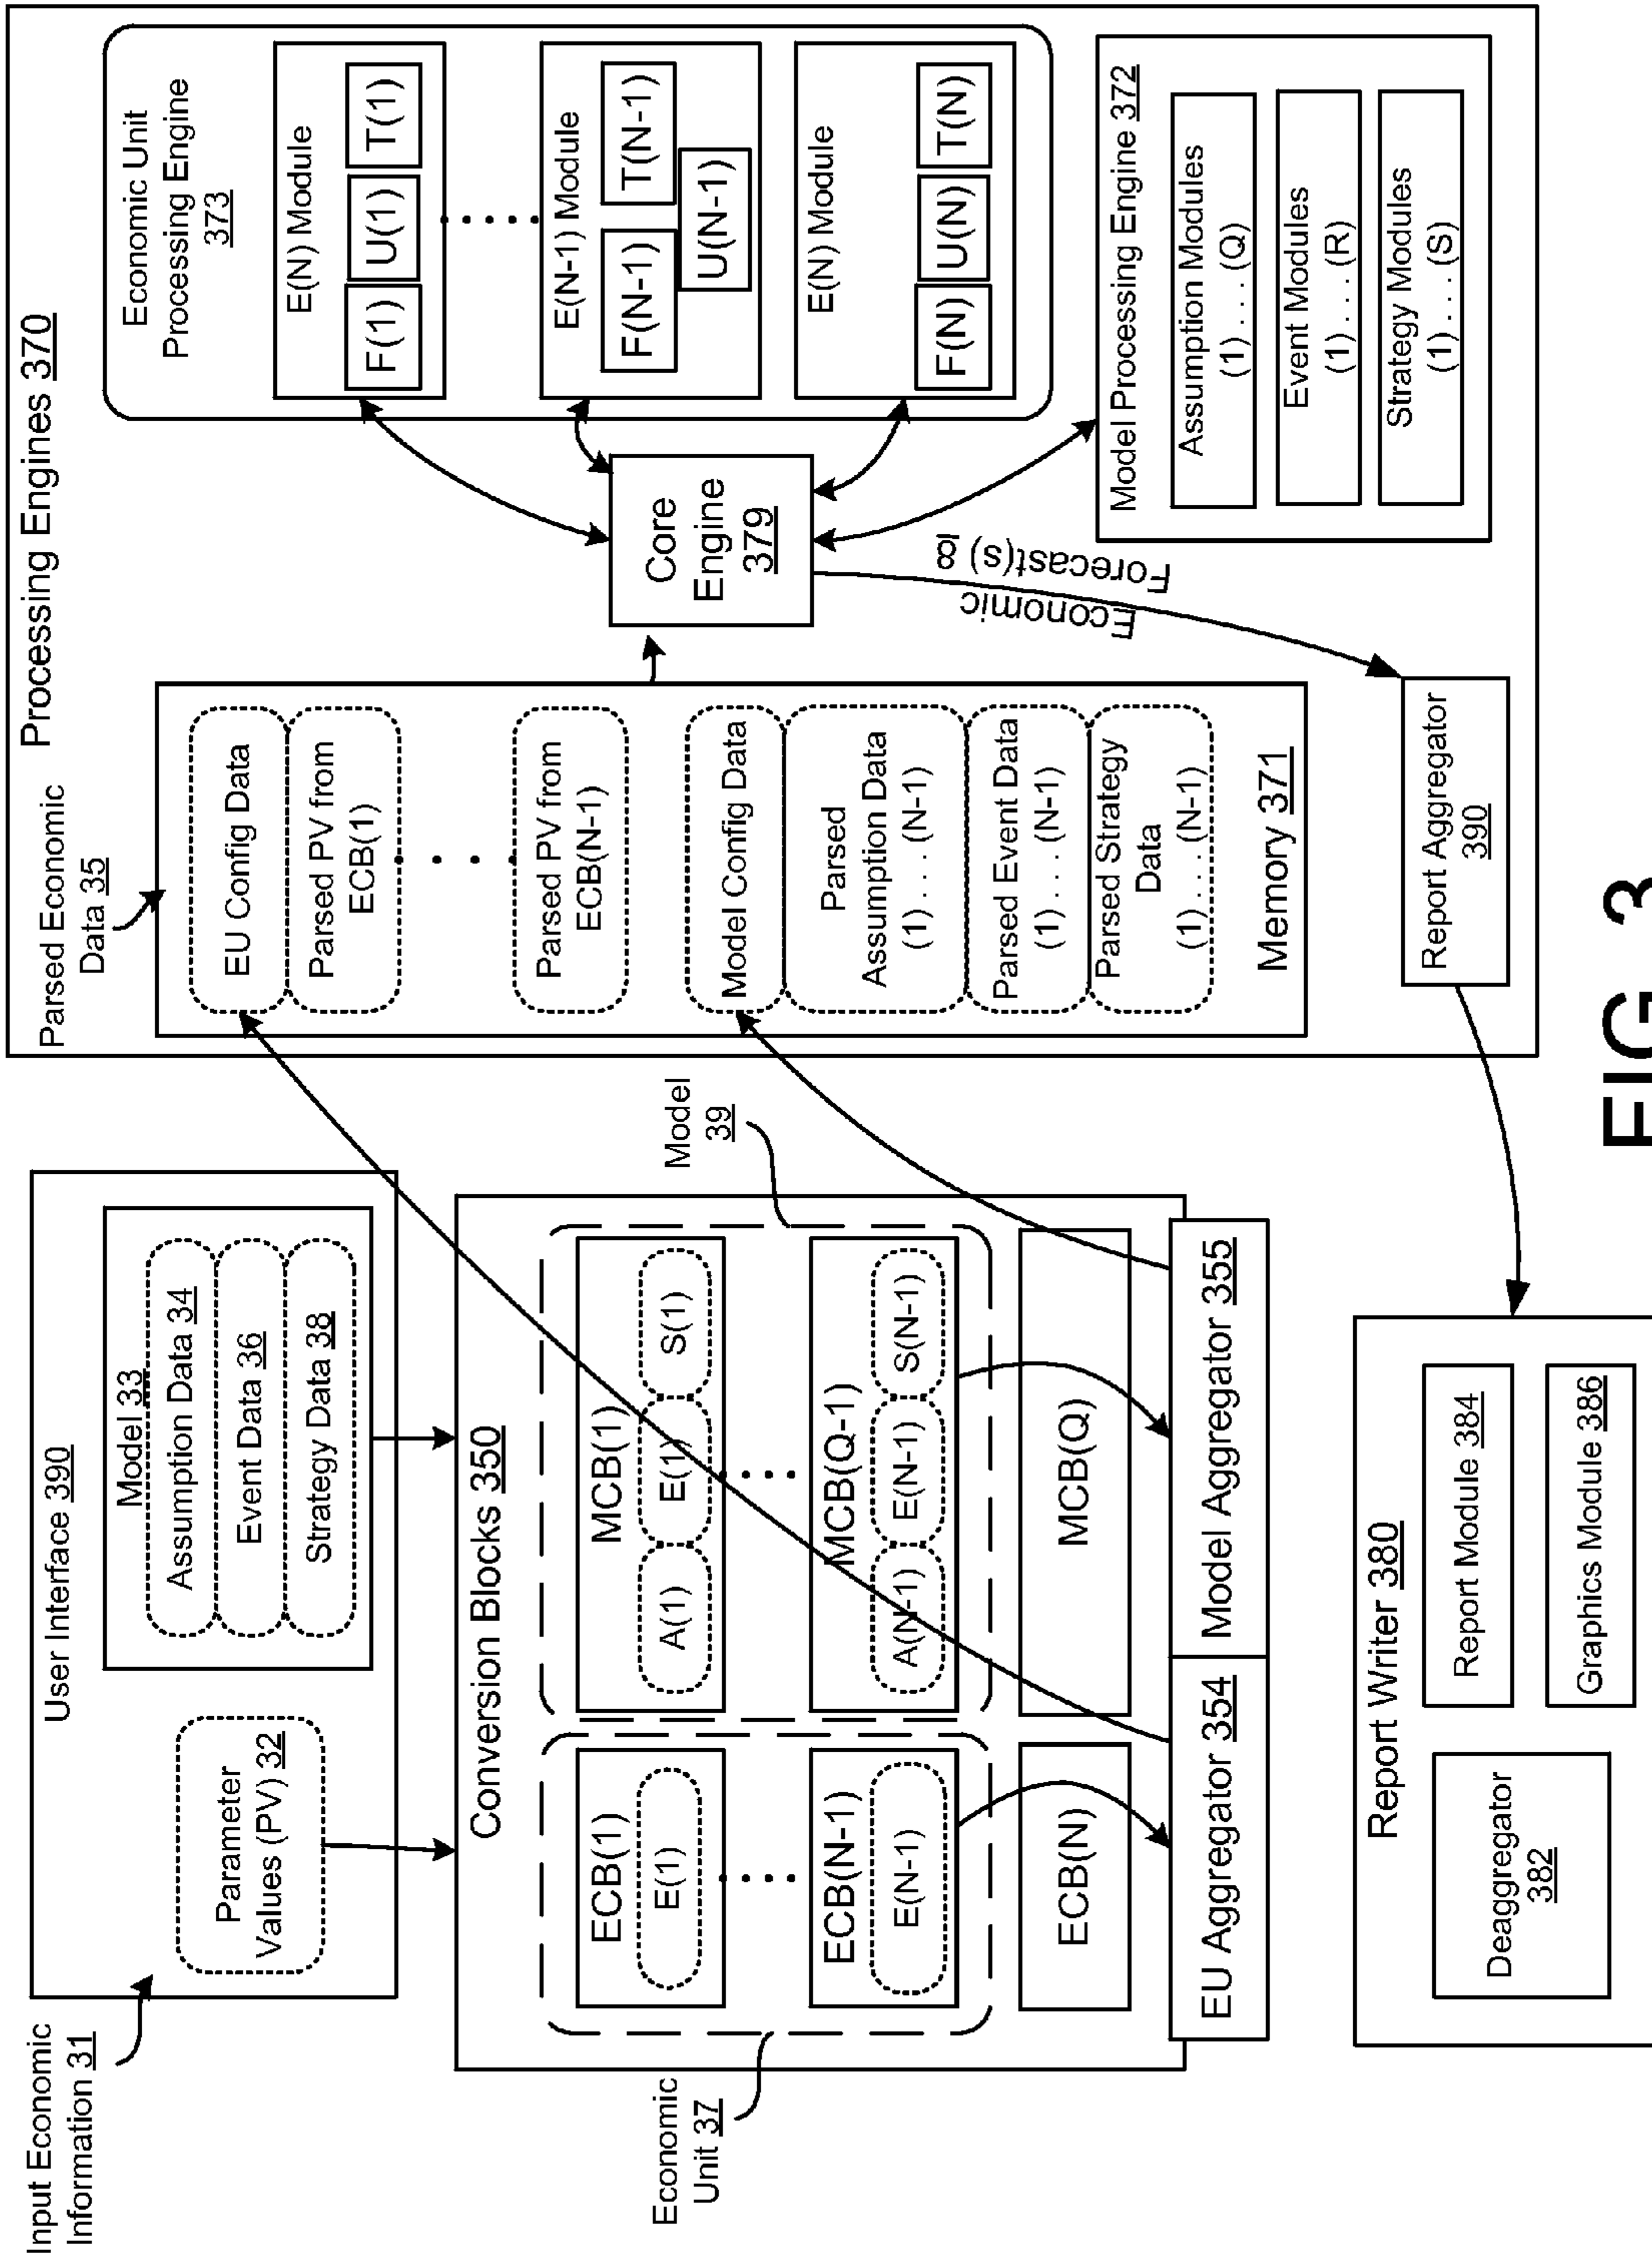 Input Economic
Information 31
User Interface 390
Parameter
Values (PV) 32
Model 33
Assumption Data 34
Event Data 36
Strategy Data 38
Conversion Blocks 350
Economic
Unit 37
ECB(1)
E(1)
ECB(N-1)
E(N-1)
ECB(N)
EU Aggregator 354
Model
39
MCB(1)
A(1)
E(1)
S(1)
MCB(Q-1)
A(N-1)
E(N-1)
S(N-1)
MCB(Q)
Model Aggregator 355
Report Writer 380
Deaggregator
382
Report Module 384
Graphics Module 386
Processing Engines 370
Parsed Economic
Data 35
EU Config Data
Parsed PV from
ECB(1)
Parsed PV from
ECB(N-1)
Model Config Data
Parsed
Assumption Data
(1) . . . (N-1)
Parsed Event Data
(1) . . . (N-1)
Parsed Strategy
Data
(1) . . . (N-1)
Memory 371
Core
Engine
379
Economic
Forecast(s) &
Report Aggregator
390
Economic Unit
Processing Engine
373
E(N) Module
F(1)
U(1)
T(1)
E(N-1) Module
F(N-1)
T(N-1)
U(N-1)
E(N) Module
F(N)
U(N)
T(N)
Model Processing Engine 372
Assumption Modules
(1) . . . (Q)
Event Modules
(1) . . . (R)
Strategy Modules
(1) . . . (S)
FIG. 3